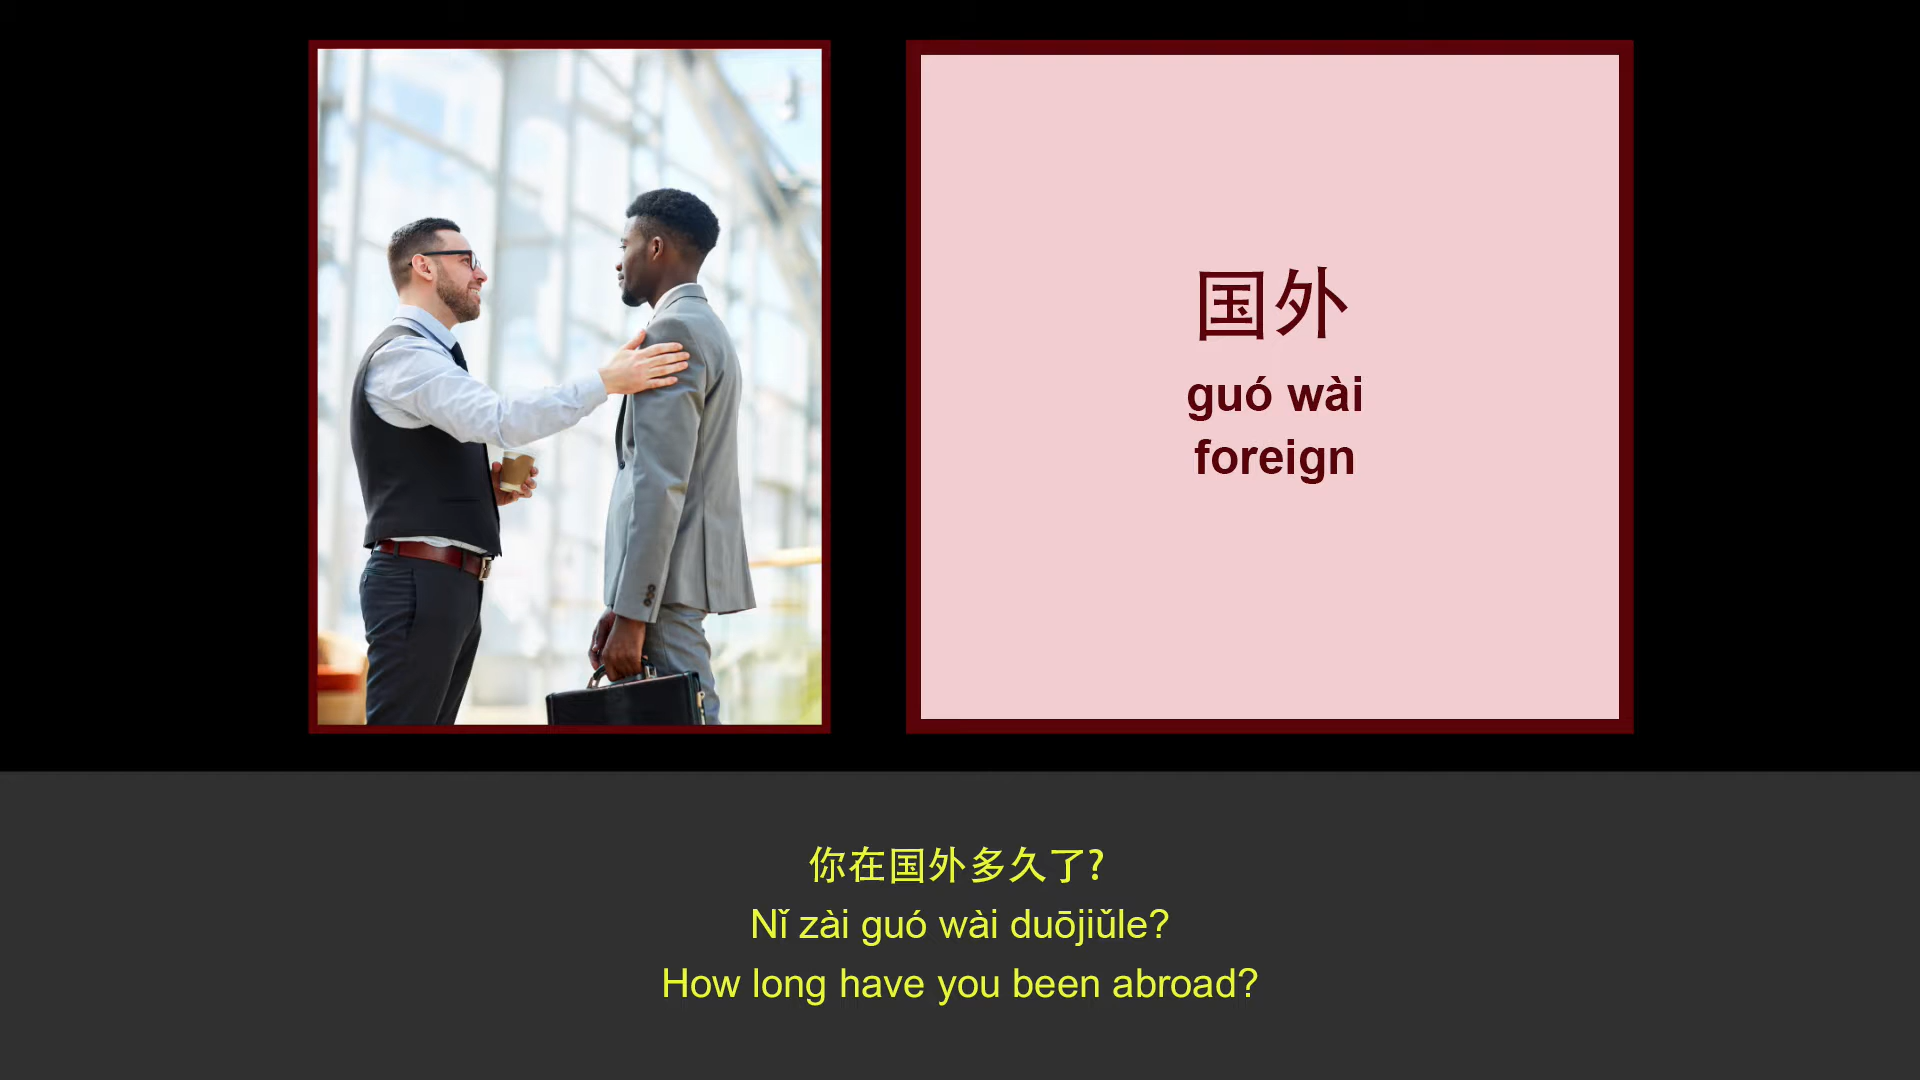 国外
guó wài
foreign
你在国外多久了?
Nǐ zài guó wài duōjiǔle?
How long have you been abroad?